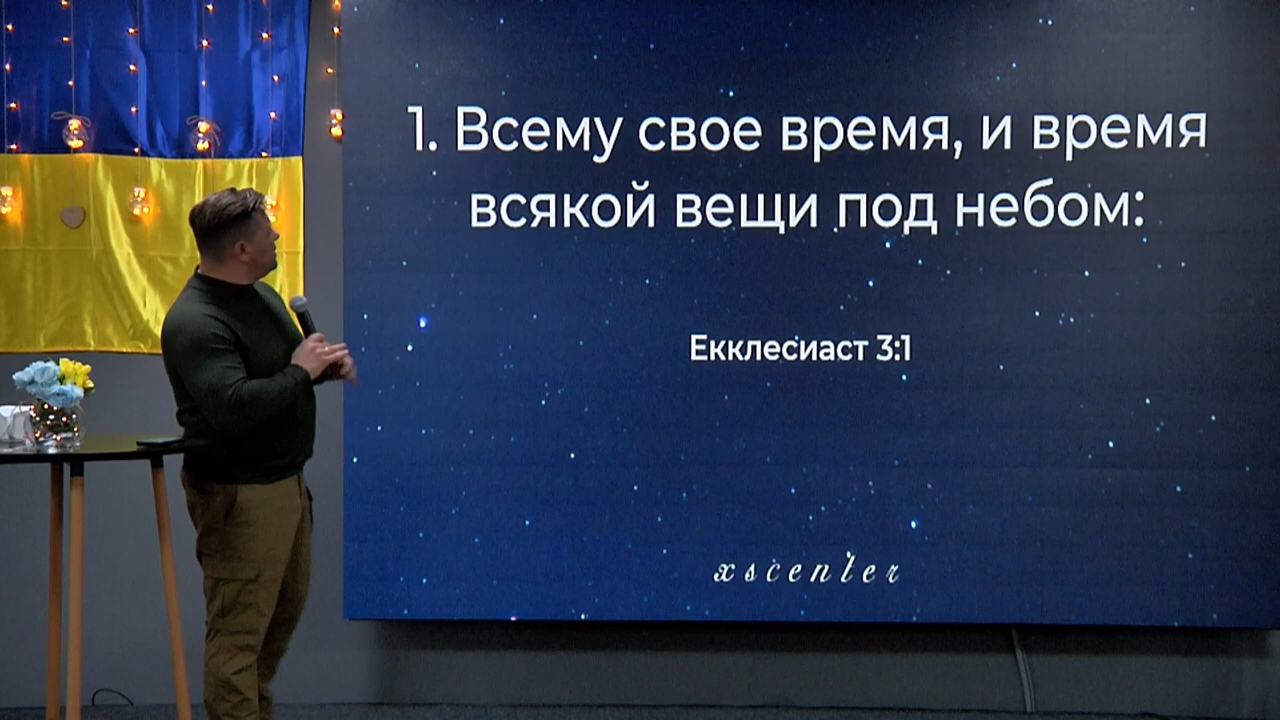 1. Всему свое время, и время
всякой вещи под небом:
Екклесиаст 3:1
xscenter